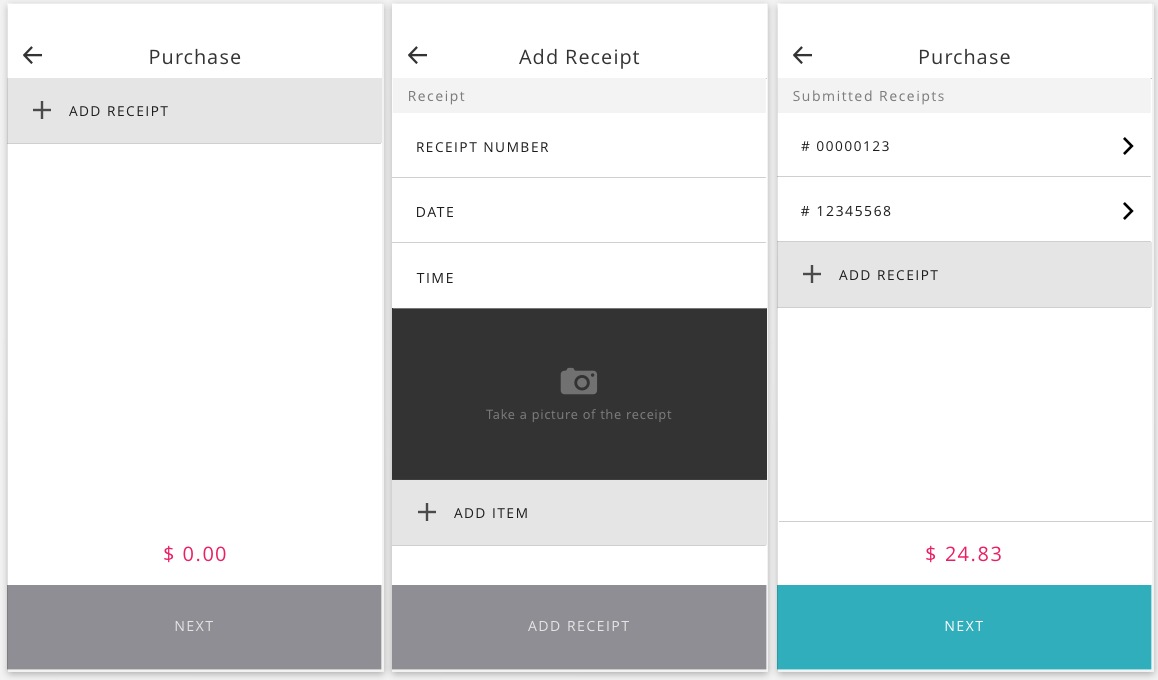 Purchase
ADD RECEIPT
$ 0.00
NEXT
Add Receipt
Receipt
RECEIPT NUMBER
DATE
TIME
Take a picture of the receipt
ADD ITEM
ADD RECEIPT
Purchase
Submitted Receipts
# 00000123
# 12345568
ADD RECEIPT
$ 24.83
NEXT